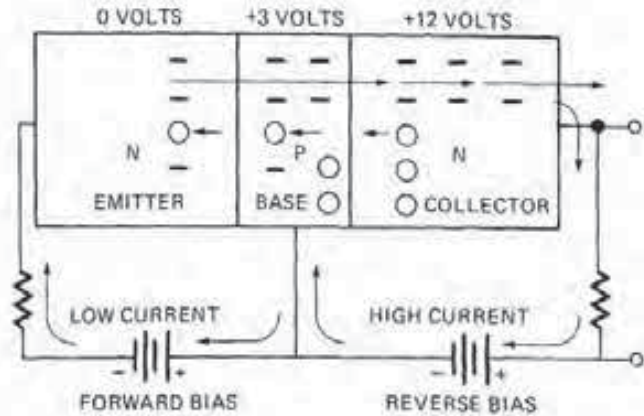 0 VOLTS +3 VOLTS +12 VOLTS
N P N
EMITTER BASE COLLECTOR
LOW CURRENT HIGH CURRENT
- + - +
FORWARD BIAS REVERSE BIAS